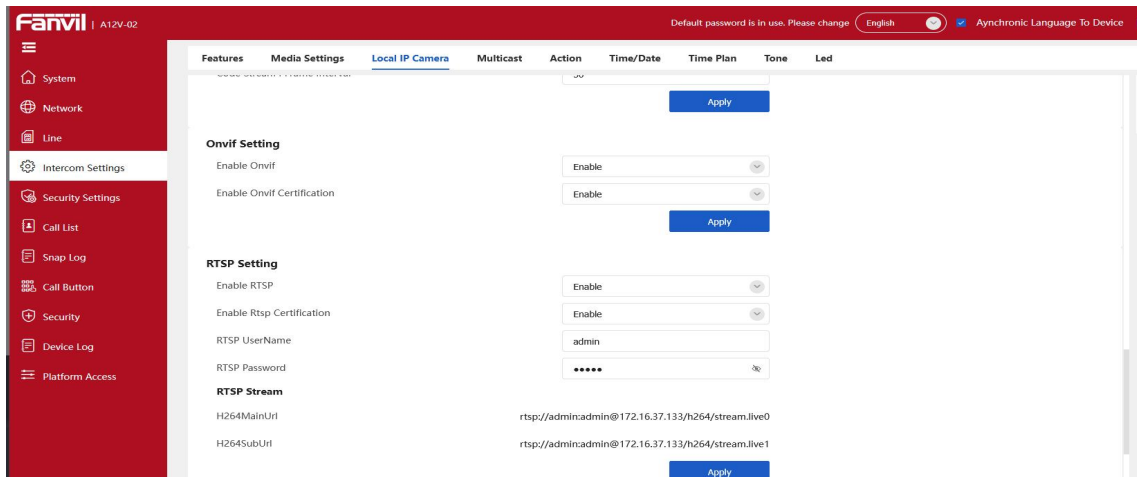 Fanvil | A12V-02
Default password is in use. Please change English Aynchronic Language To Device
Features Media Settings Local IP Camera Multicast Action Time/Date Time Plan Tone Led
System
Network
Line
Intercom Settings
Security Settings
Call List
Snap Log
Call Button
Security
Device Log
Platform Access
Apply
Onvif Setting
Enable Onvif Enable
Enable Onvif Certification Enable
Apply
RTSP Setting
Enable RTSP Enable
Enable Rtsp Certification Enable
RTSP UserName admin
RTSP Password •••••
RTSP Stream
H264MainUrl rtsp://admin:admin@172.16.37.133/h264/stream.live0
H264SubUrl rtsp://admin:admin@172.16.37.133/h264/stream.live1
Apply